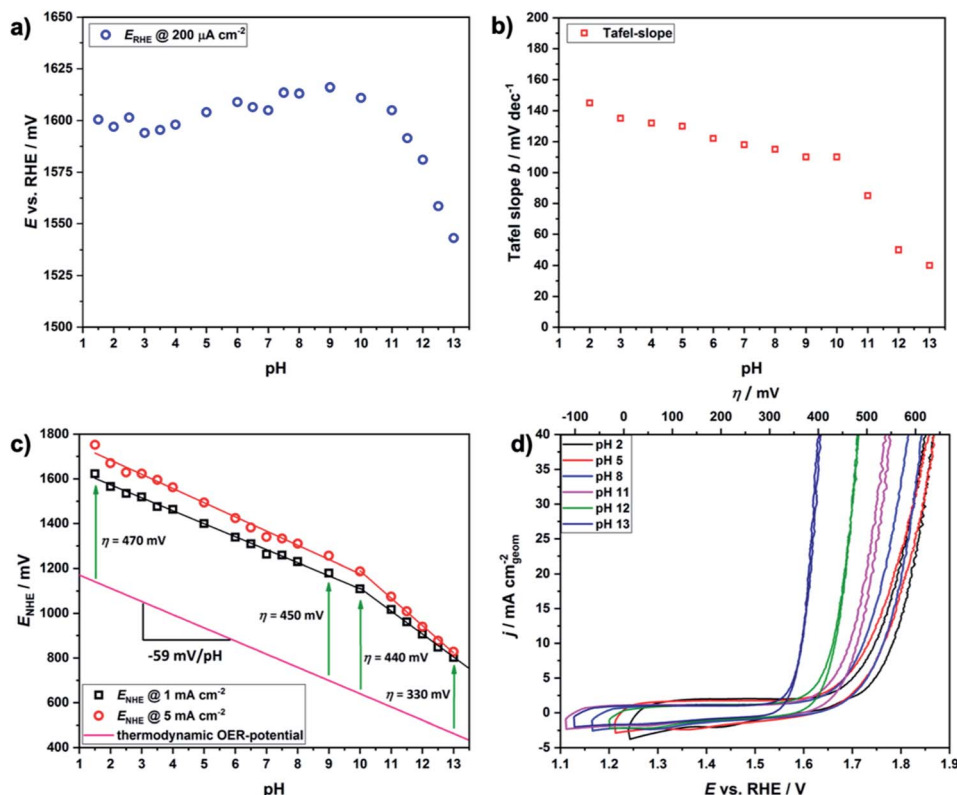 a)
E_RHE @ 200 µA cm⁻²
E vs. RHE / mV
1650
1625
1600
1575
1550
1525
1500
1 2 3 4 5 6 7 8 9 10 11 12 13
pH
b)
Tafel-slope
Tafel slope b / mV dec⁻¹
200
180
160
140
120
100
80
60
40
20
0
1 2 3 4 5 6 7 8 9 10 11 12 13
pH
c)
E_NHE / mV
1800
1600
1400
1200
1000
800
600
400
η = 470 mV
η = 450 mV
η = 440 mV
η = 330 mV
-59 mV/pH
E_NHE @ 1 mA cm⁻²
E_NHE @ 5 mA cm⁻²
thermodynamic OER-potential
1 2 3 4 5 6 7 8 9 10 11 12 13
pH
η / mV
-100 0 100 200 300 400 500 600
d)
pH 2
pH 5
pH 8
pH 11
pH 12
pH 13
j / mA cm⁻²_geom
40
35
30
25
20
15
10
5
0
-5
1.1 1.2 1.3 1.4 1.5 1.6 1.7 1.8 1.9
E vs. RHE / V